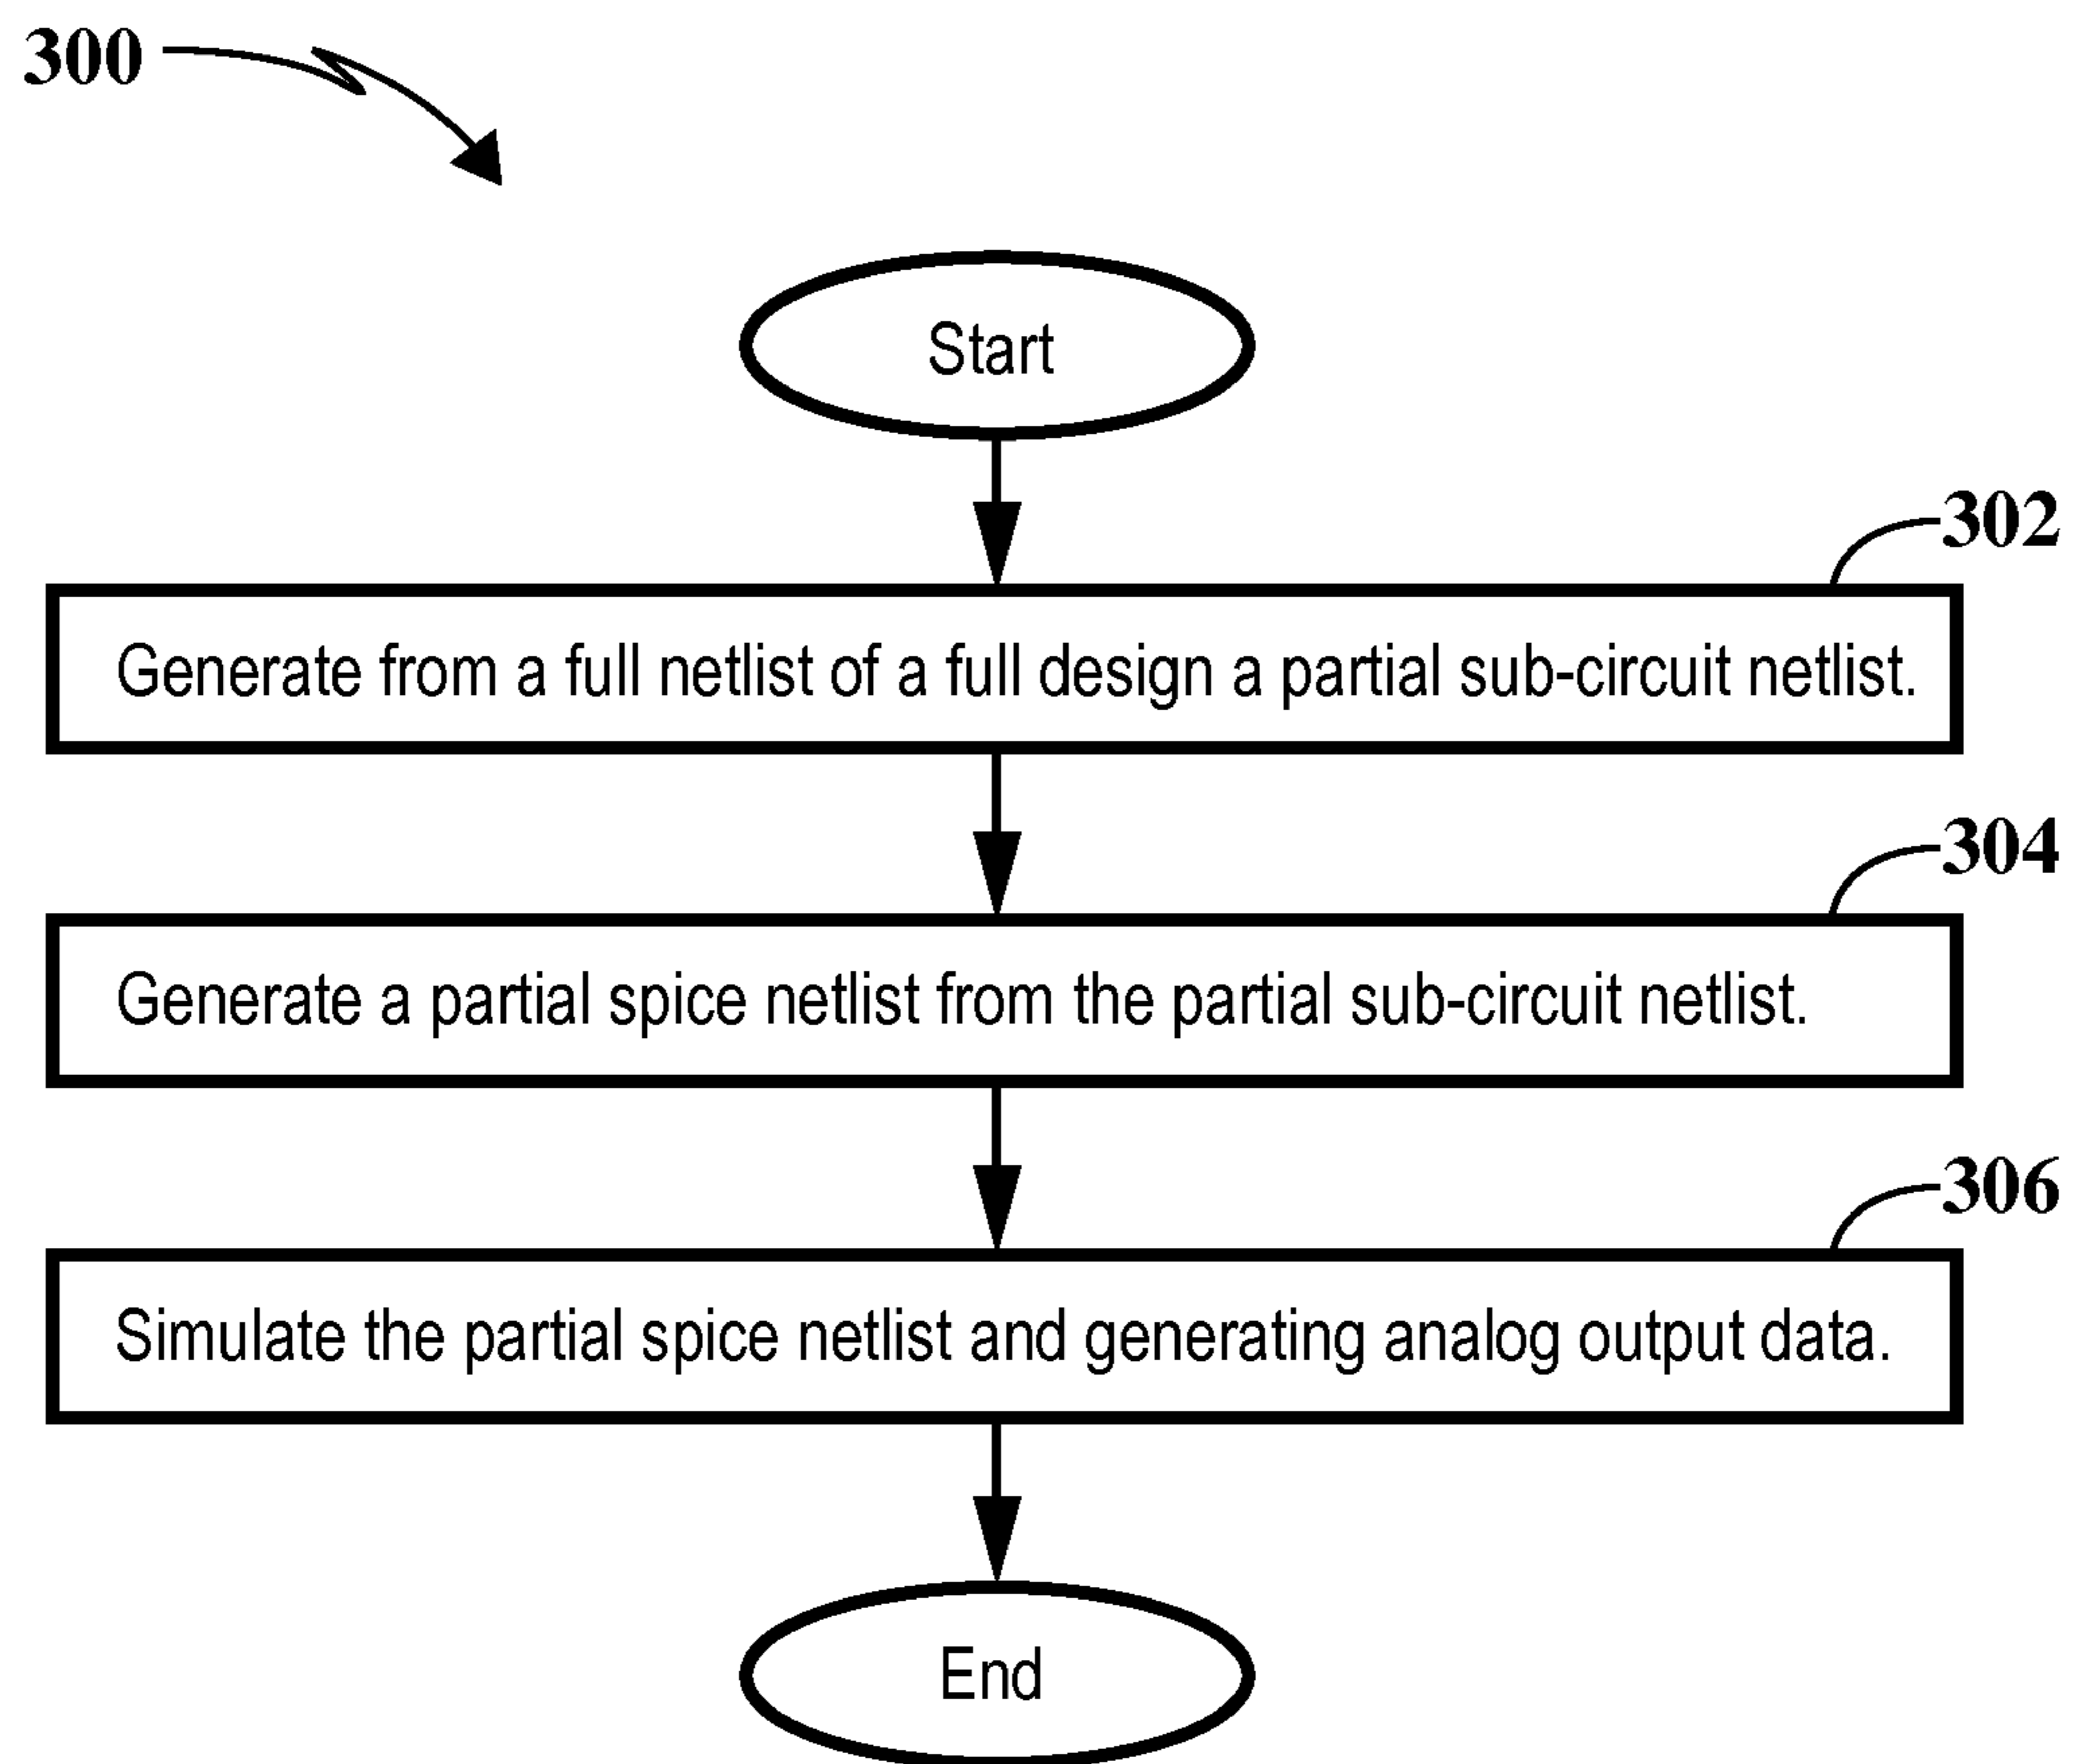 300
Start
302
Generate from a full netlist of a full design a partial sub-circuit netlist.
304
Generate a partial spice netlist from the partial sub-circuit netlist.
306
Simulate the partial spice netlist and generating analog output data.
End